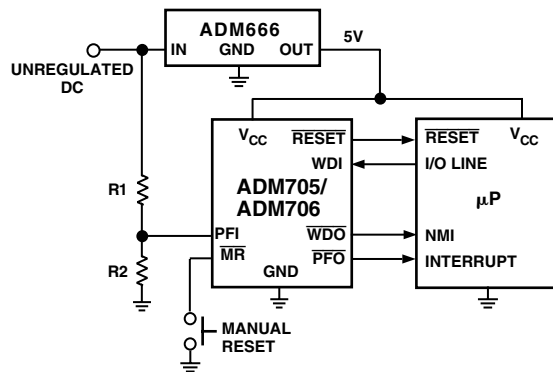 ADM666
IN GND OUT
5V
UNREGULATED
DC
VCC
RESET
WDI
ADM705/
ADM706
PFI
MR
WDO
PFO
GND
RESET
VCC
I/O LINE
μP
NMI
INTERRUPT
R1
R2
MANUAL
RESET